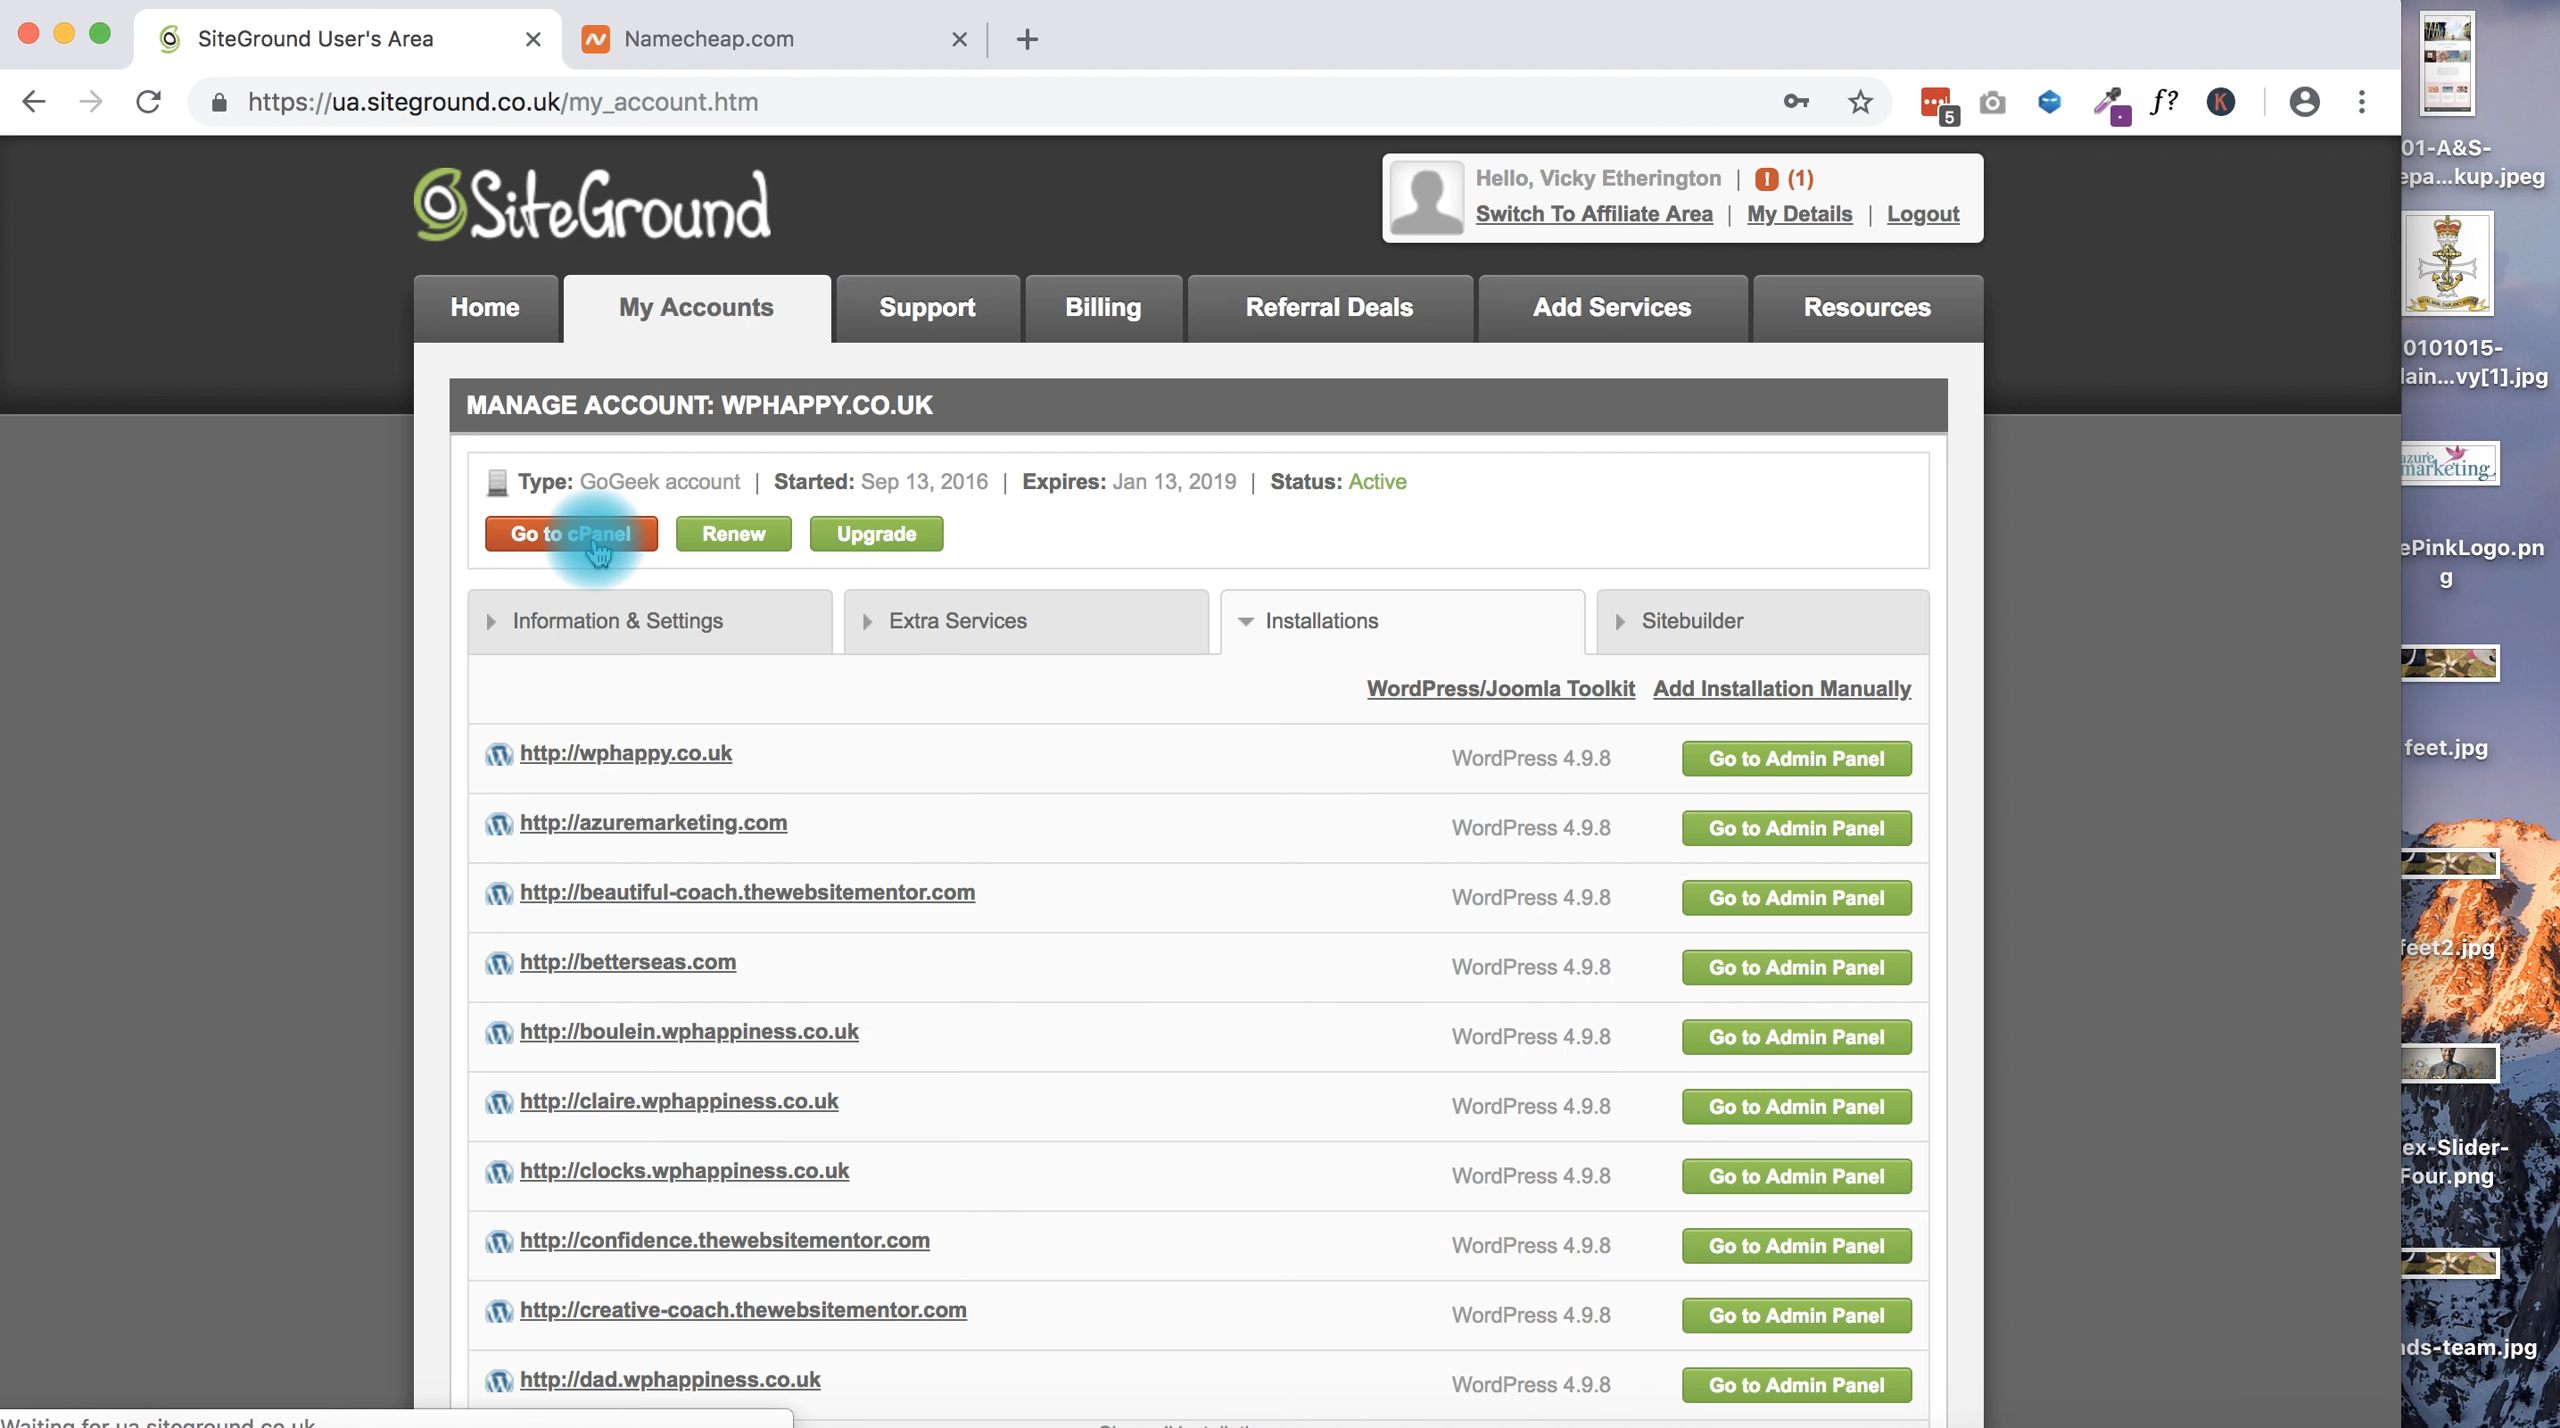 SiteGround User's Area
Namecheap.com
https://ua.siteground.co.uk/my_account.htm
5
f?
K
SiteGround
Hello, Vicky Etherington | ! (1)
Switch To Affiliate Area | My Details | Logout
Home
My Accounts
Support
Billing
Referral Deals
Add Services
Resources
MANAGE ACCOUNT: WPHAPPY.CO.UK
Type: GoGeek account | Started: Sep 13, 2016 | Expires: Jan 13, 2019 | Status: Active
Go to cPanel
Renew
Upgrade
Information & Settings
Extra Services
Installations
Sitebuilder
WordPress/Joomla Toolkit
Add Installation Manually
http://wphappy.co.uk WordPress 4.9.8 Go to Admin Panel
http://azuremarketing.com WordPress 4.9.8 Go to Admin Panel
http://beautiful-coach.thewebsitementor.com WordPress 4.9.8 Go to Admin Panel
http://betterseas.com WordPress 4.9.8 Go to Admin Panel
http://boulein.wphappiness.co.uk WordPress 4.9.8 Go to Admin Panel
http://claire.wphappiness.co.uk WordPress 4.9.8 Go to Admin Panel
http://clocks.wphappiness.co.uk WordPress 4.9.8 Go to Admin Panel
http://confidence.thewebsitementor.com WordPress 4.9.8 Go to Admin Panel
http://creative-coach.thewebsitementor.com WordPress 4.9.8 Go to Admin Panel
http://dad.wphappiness.co.uk WordPress 4.9.8 Go to Admin Panel
Waiting for ua.siteground.co.uk
01-A&S-
epa...kup.jpeg
0101015-
lain...vy[1].jpg
azure
marketing
ePinkLogo.pn
g
feet.jpg
feet2.jpg
ex-Slider-
Four.png
nds-team.jpg